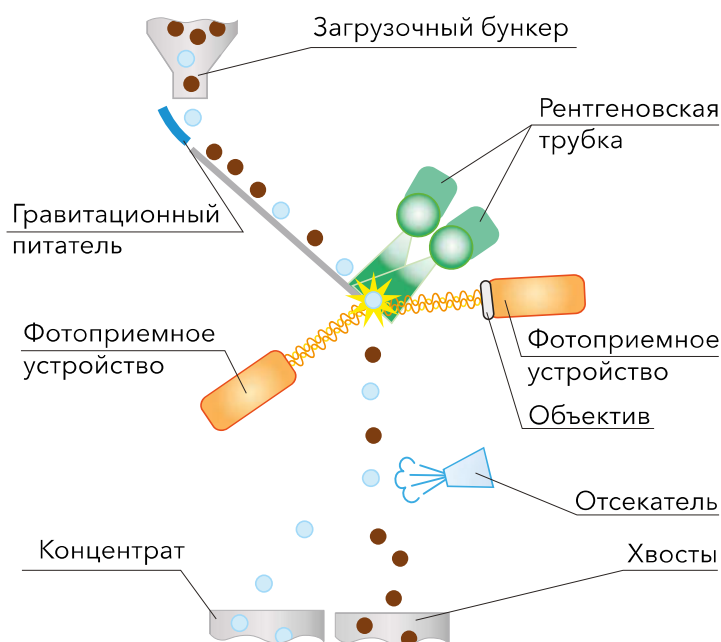 Загрузочный бункер
Рентгеновская
трубка
Гравитационный
питатель
Фотоприемное
устройство
Фотоприемное
устройство
Объектив
Отсекатель
Концентрат
Хвосты